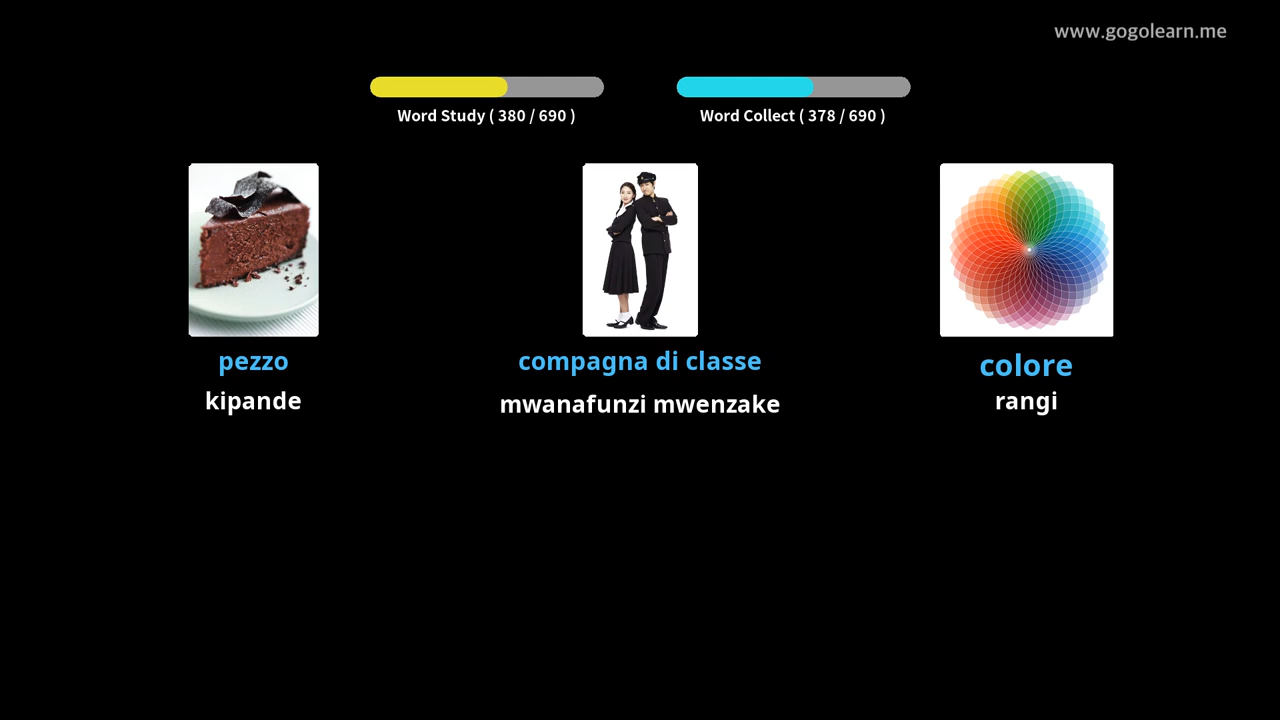 www.gogolearn.me
Word Study ( 380 / 690 )
Word Collect ( 378 / 690 )
pezzo
kipande
compagna di classe
mwanafunzi mwenzake
colore
rangi